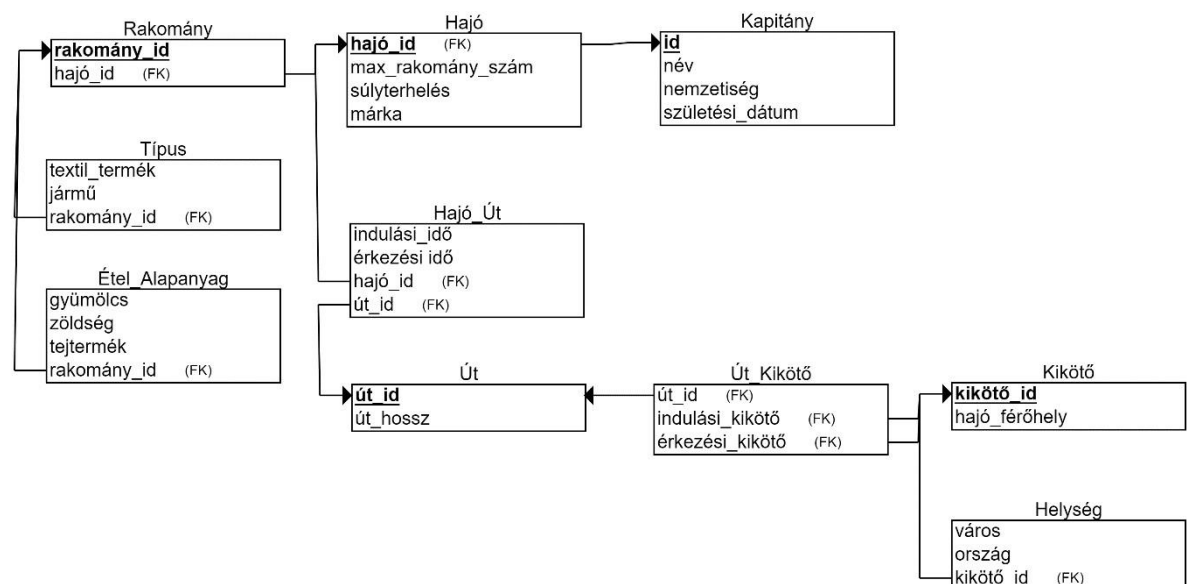 Rakomány
rakomány_id
hajó_id (FK)
Hajó
hajó_id (FK)
max_rakomány_szám
súlyterhelés
márka
Kapitány
id
név
nemzetiség
születési_dátum
Típus
textil_termék
jármű
rakomány_id (FK)
Hajó_Út
indulási_idő
érkezési idő
hajó_id (FK)
út_id (FK)
Étel_Alapanyag
gyümölcs
zöldség
tejtermék
rakomány_id (FK)
Út
út_id
út_hossz
Út_Kikötő
út_id (FK)
indulási_kikötő (FK)
érkezési_kikötő (FK)
Kikötő
kikötő_id
hajó_férőhely
Helység
város
ország
kikötő_id (FK)